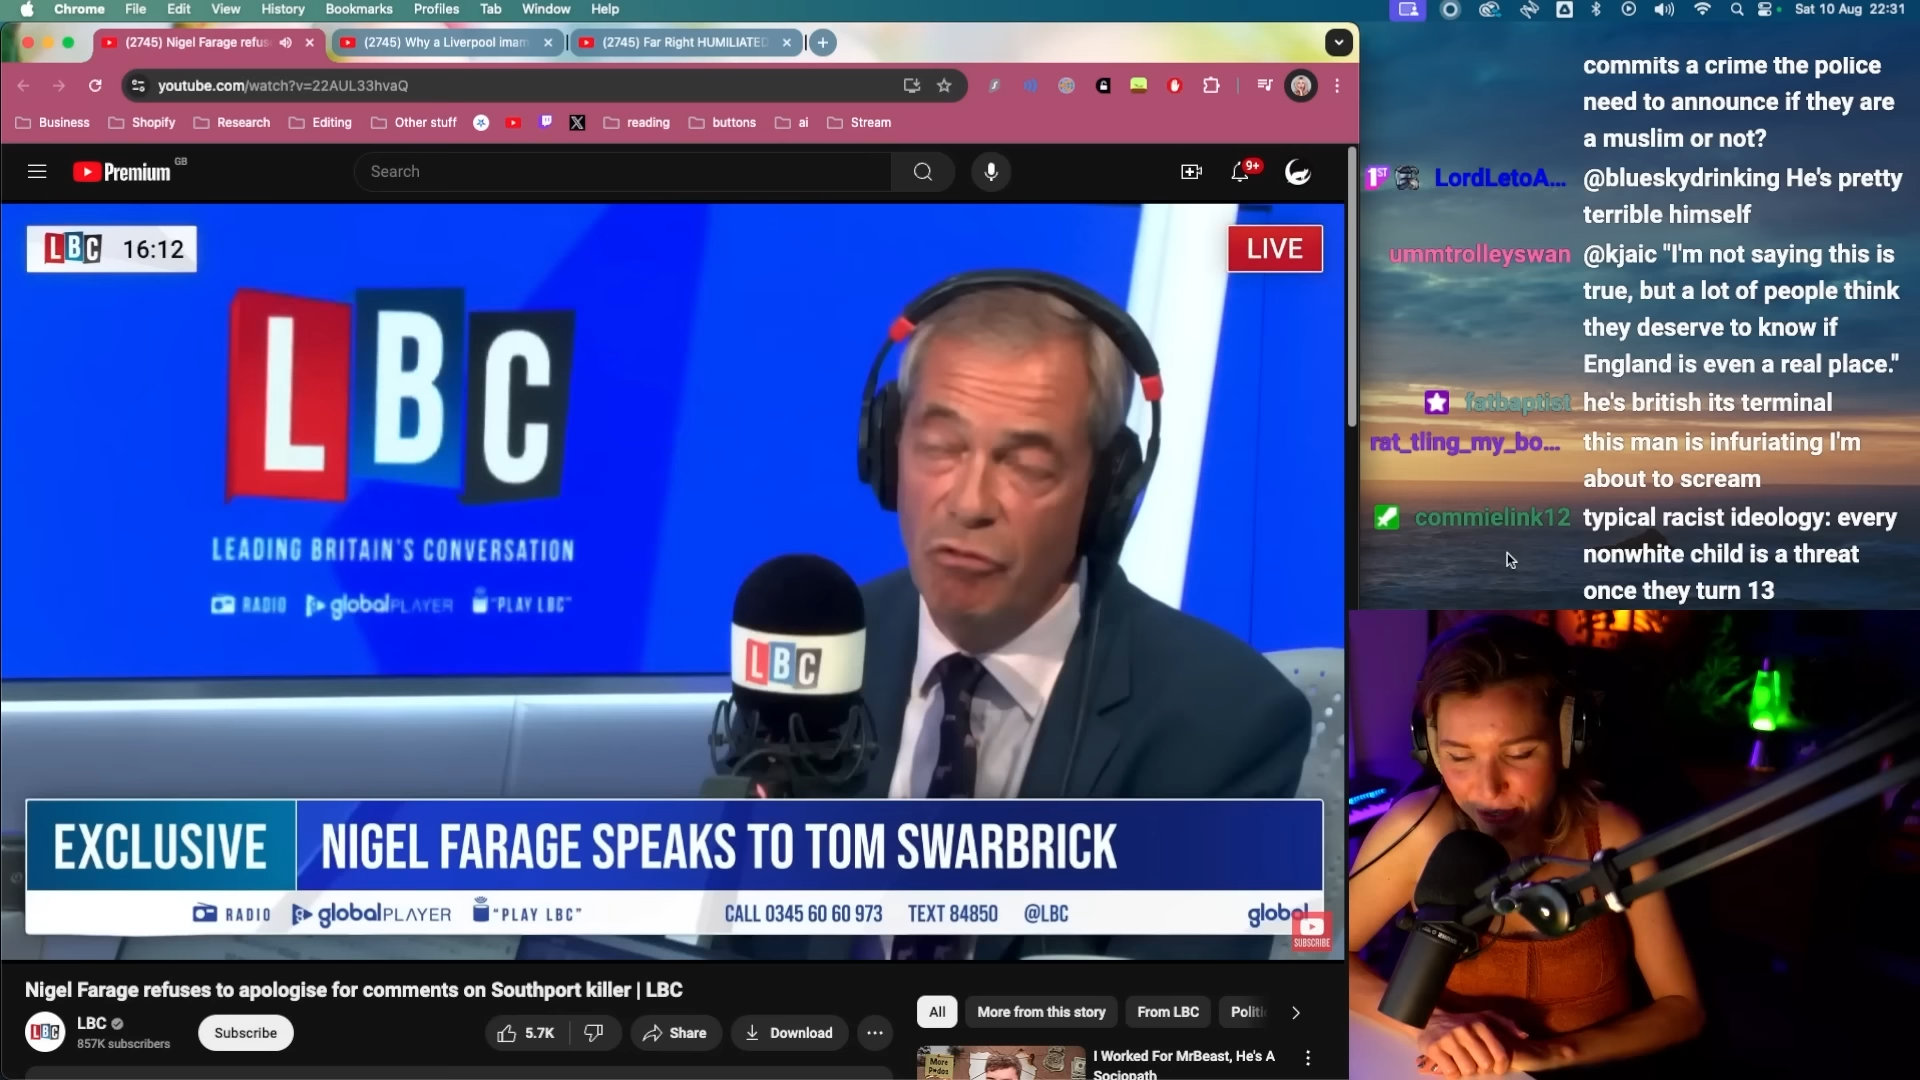 Chrome File Edit View History Bookmarks Profiles Tab Window Help
Sat 10 Aug 22:31
(2745) Nigel Farage refus
(2745) Why a Liverpool imam
(2745) Far Right HUMILIATED
youtube.com/watch?v=22AUL33hvaQ
Business Shopify Research Editing Other stuff reading buttons ai Stream
Premium GB
Search
9+
LBC 16:12
LIVE
LBC
LEADING BRITAIN'S CONVERSATION
RADIO globalPLAYER "PLAY LBC"
LBC
EXCLUSIVE NIGEL FARAGE SPEAKS TO TOM SWARBRICK
RADIO globalPLAYER "PLAY LBC" CALL 0345 60 60 973 TEXT 84850 @LBC global
SUBSCRIBE
Nigel Farage refuses to apologise for comments on Southport killer | LBC
LBC
LBC
857K subscribers
Subscribe
5.7K
Share
Download
All
More from this story
From LBC
Politi
I Worked For MrBeast, He's A
Sociopath
commits a crime the police
need to announce if they are
a muslim or not?
1ST LordLetoA... @blueskydrinking He's pretty
terrible himself
ummtrolleyswan @kjaic "I'm not saying this is
true, but a lot of people think
they deserve to know if
England is even a real place."
fatbaptist he's british its terminal
rat_tling_my_bo... this man is infuriating I'm
about to scream
commielink12 typical racist ideology: every
nonwhite child is a threat
once they turn 13